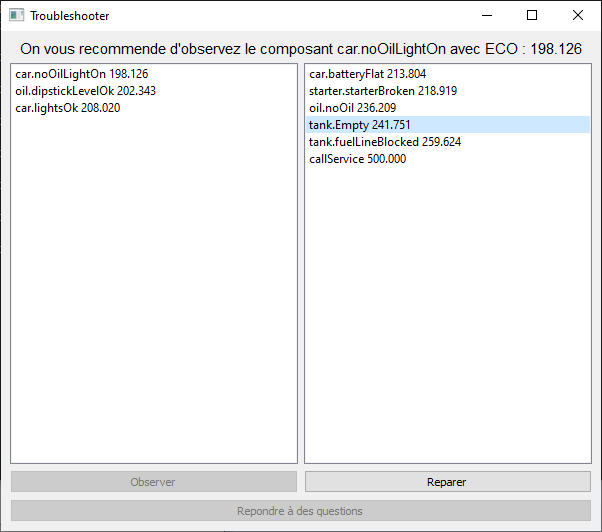 Troubleshooter
On vous recommende d'observez le composant car.noOilLightOn avec ECO : 198.126
car.noOilLightOn 198.126
oil.dipstickLevelOk 202.343
car.lightsOk 208.020
car.batteryFlat 213.804
starter.starterBroken 218.919
oil.noOil 236.209
tank.Empty 241.751
tank.fuelLineBlocked 259.624
callService 500.000
Observer
Reparer
Repondre à des questions